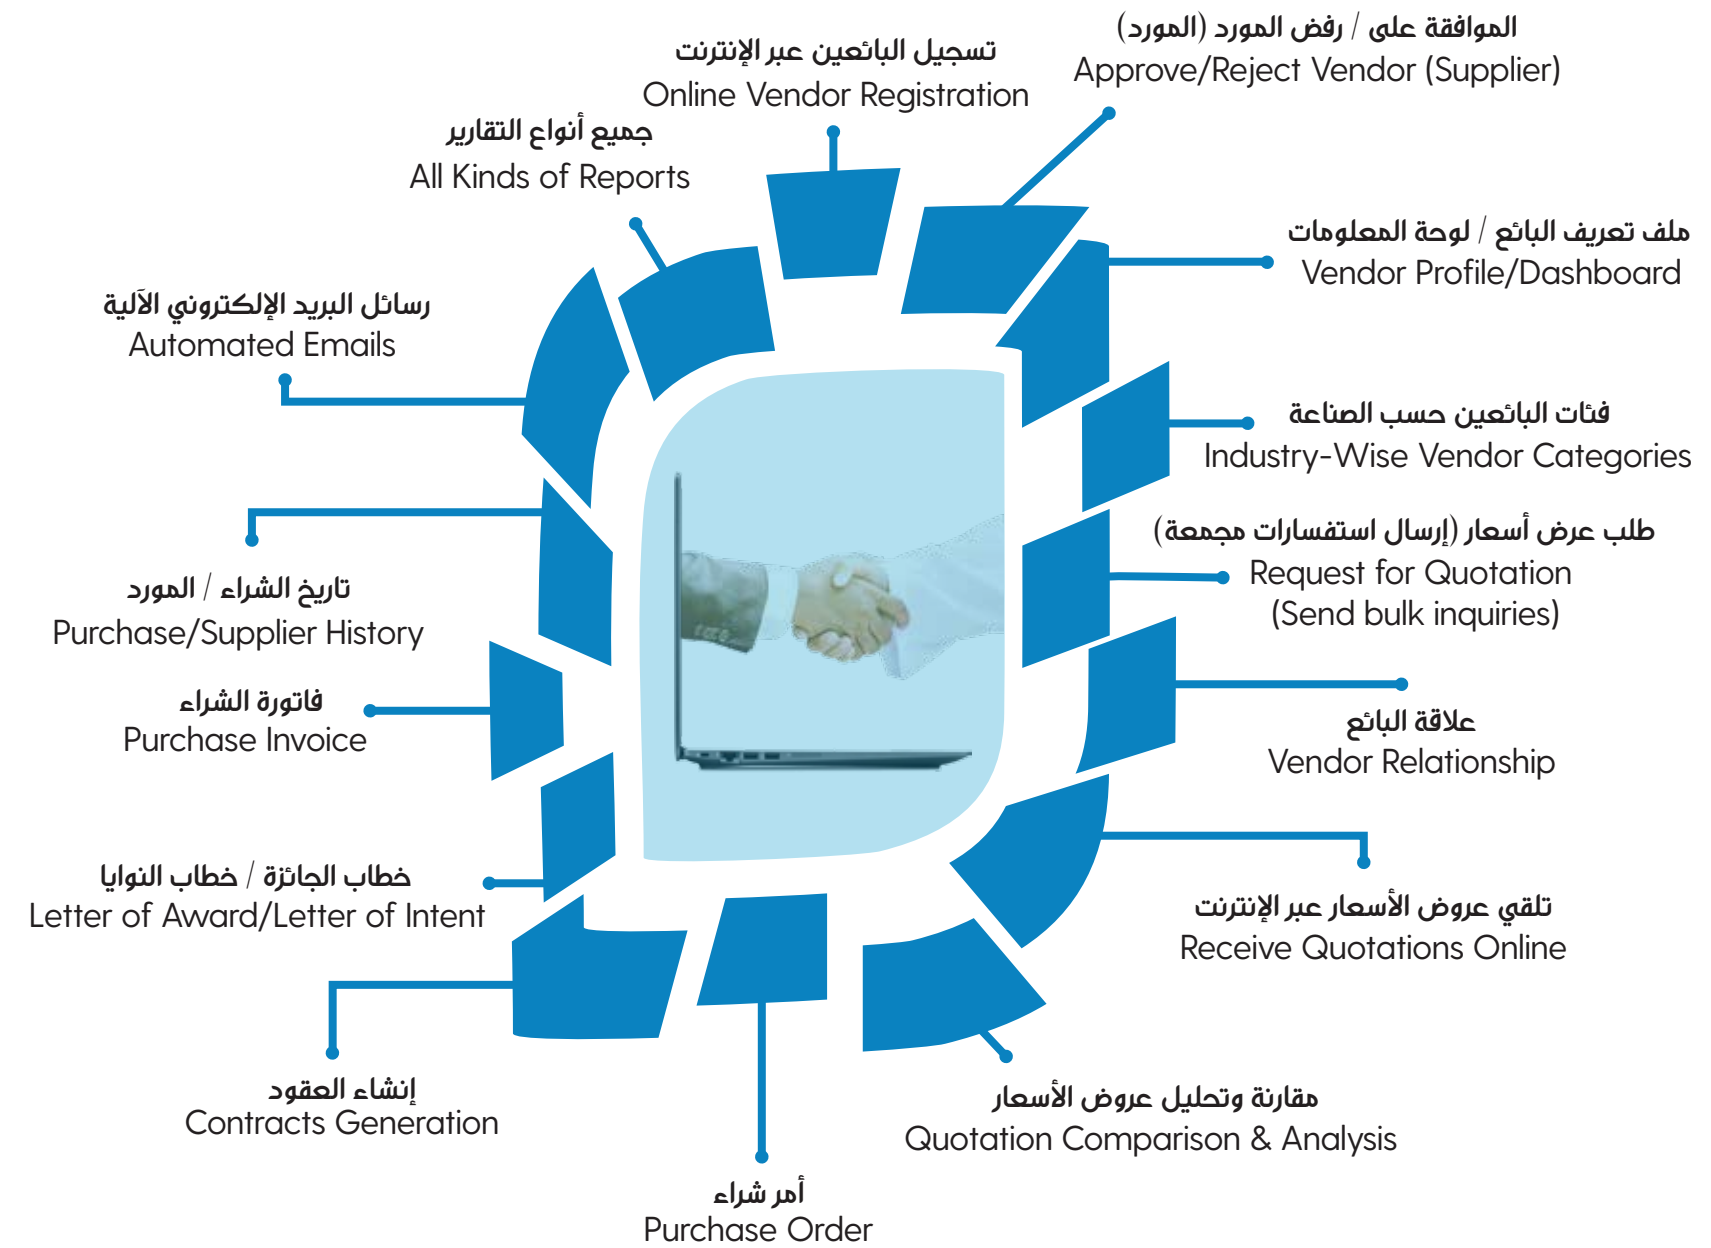 تسجيل البائعين عبر الإنترنت
Online Vendor Registration
الموافقة على / رفض المورد (المورد)
Approve/Reject Vendor (Supplier)
ملف تعريف البائع / لوحة المعلومات
Vendor Profile/Dashboard
فئات البائعين حسب الصناعة
Industry-Wise Vendor Categories
طلب عرض أسعار (إرسال استفسارات مجمعة)
Request for Quotation
(Send bulk inquiries)
علاقة البائع
Vendor Relationship
تلقي عروض الأسعار عبر الإنترنت
Receive Quotations Online
مقارنة وتحليل عروض الأسعار
Quotation Comparison & Analysis
أمر شراء
Purchase Order
إنشاء العقود
Contracts Generation
خطاب الجائزة / خطاب النوايا
Letter of Award/Letter of Intent
فاتورة الشراء
Purchase Invoice
تاريخ الشراء / المورد
Purchase/Supplier History
رسائل البريد الإلكتروني الآلية
Automated Emails
جميع أنواع التقارير
All Kinds of Reports